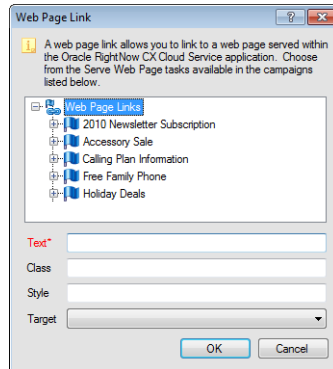 Web Page Link
A web page link allows you to link to a web page served within
the Oracle RightNow CX Cloud Service application. Choose
from the Serve Web Page tasks available in the campaigns
listed below.
Web Page Links
2010 Newsletter Subscription
Accessory Sale
Calling Plan Information
Free Family Phone
Holiday Deals
Text*
Class
Style
Target
OK Cancel